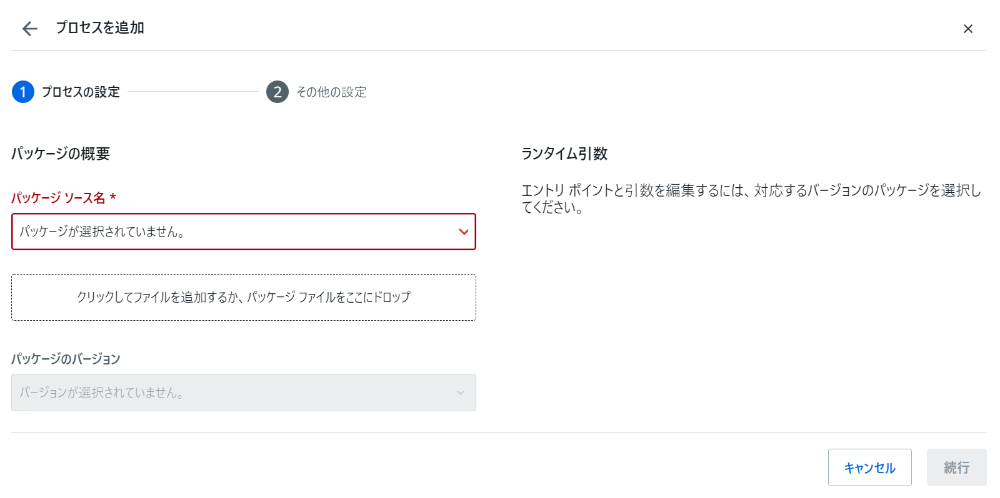 プロセスを追加
1 プロセスの設定
2 その他の設定
パッケージの概要
パッケージ ソース名 *
パッケージが選択されていません。
クリックしてファイルを追加するか、パッケージ ファイルをここにドロップ
パッケージのバージョン
バージョンが選択されていません。
ランタイム引数
エントリ ポイントと引数を編集するには、対応するバージョンのパッケージを選択し
てください。
キャンセル
続行